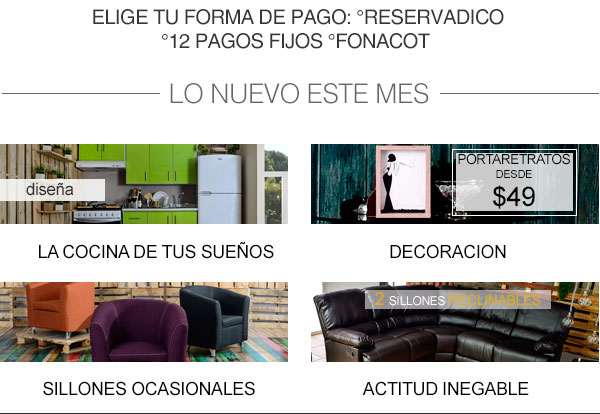 ELIGE TU FORMA DE PAGO: °RESERVADICO
°12 PAGOS FIJOS °FONACOT
LO NUEVO ESTE MES
diseña
PORTARETRATOS
DESDE
$49
LA COCINA DE TUS SUEÑOS
DECORACION
2 SILLONES RECLINABLES
SILLONES OCASIONALES
ACTITUD INEGABLE